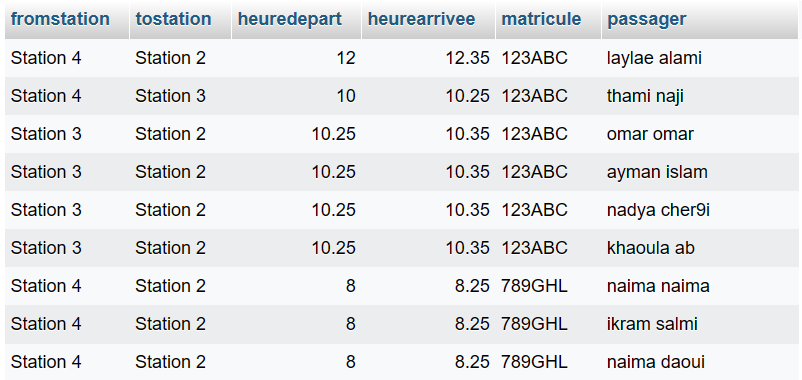 fromstation tostation heuredepart heurearrivee matricule passager
Station 4 Station 2 12 12.35 123ABC laylae alami
Station 4 Station 3 10 10.25 123ABC thami naji
Station 3 Station 2 10.25 10.35 123ABC omar omar
Station 3 Station 2 10.25 10.35 123ABC ayman islam
Station 3 Station 2 10.25 10.35 123ABC nadya cher9i
Station 3 Station 2 10.25 10.35 123ABC khaoula ab
Station 4 Station 2 8 8.25 789GHL naima naima
Station 4 Station 2 8 8.25 789GHL ikram salmi
Station 4 Station 2 8 8.25 789GHL naima daoui